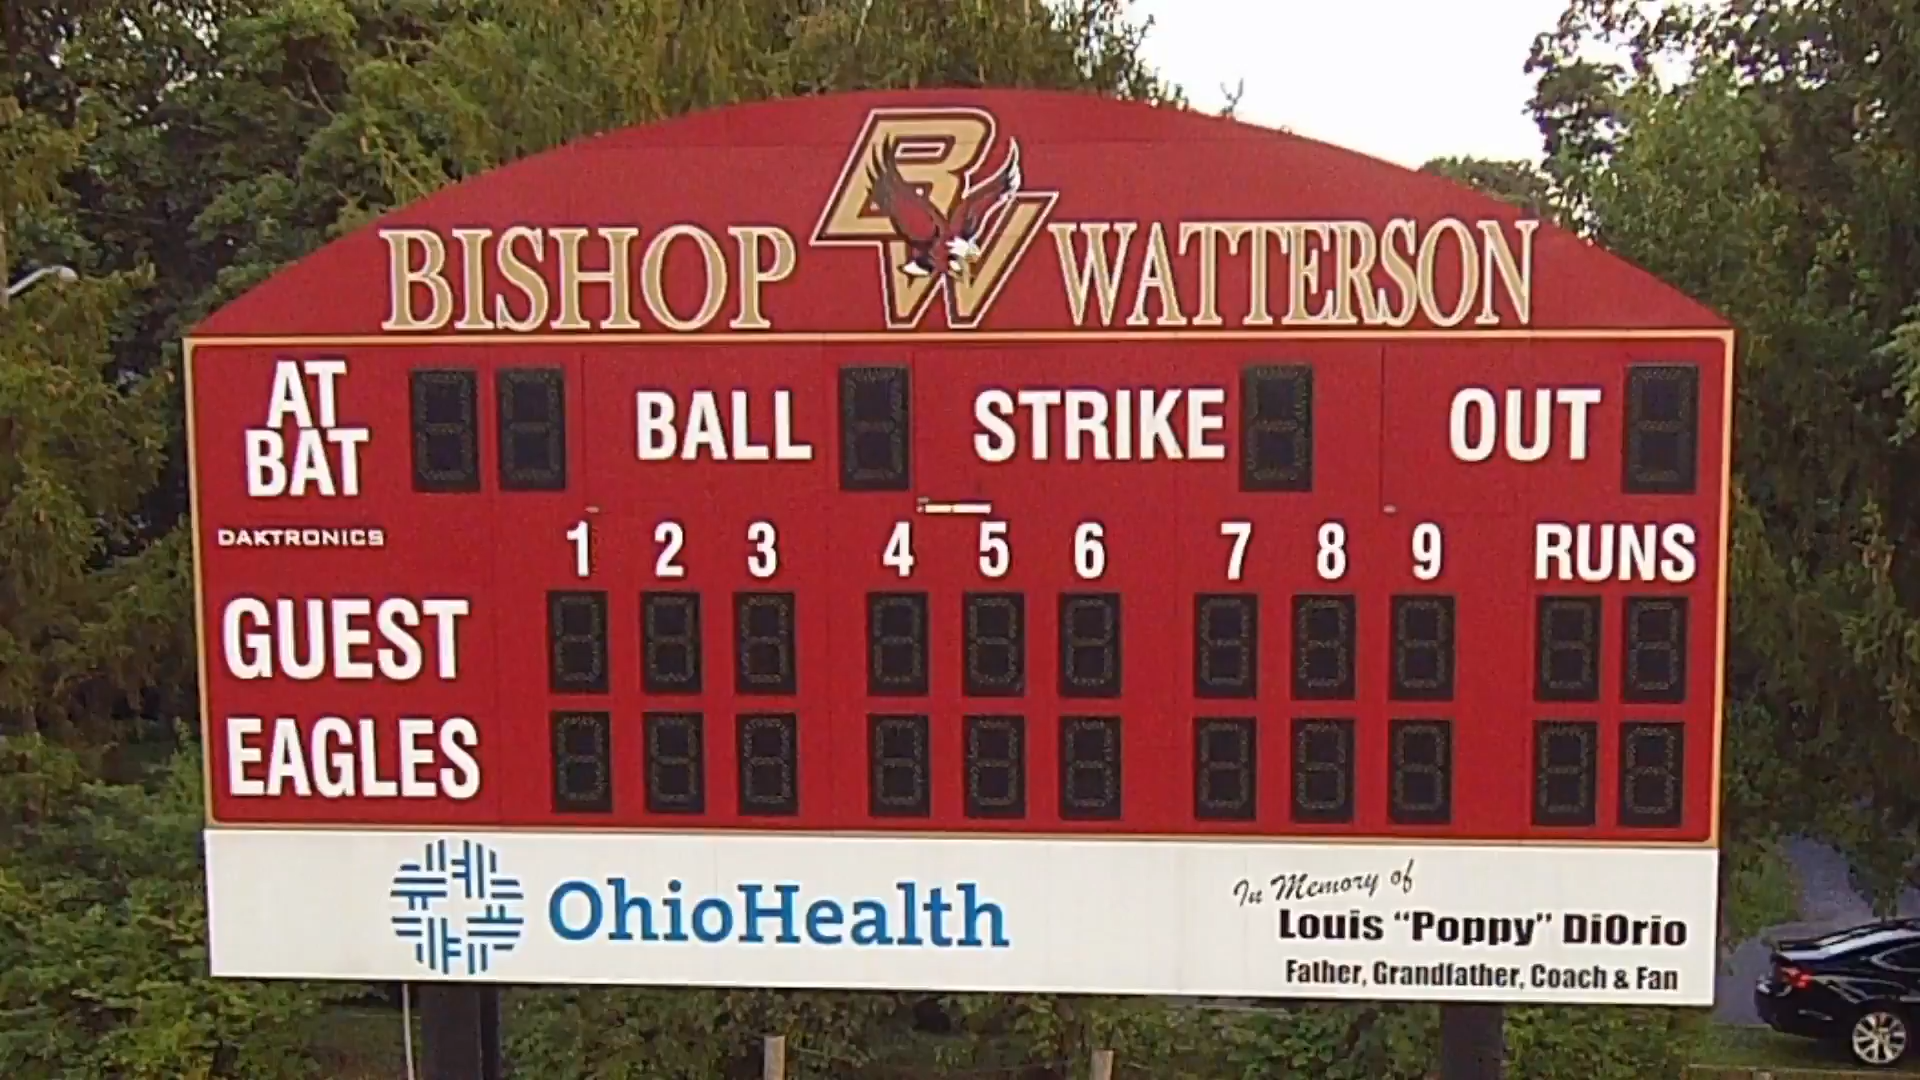 BISHOP BW WATTERSON
AT BAT BALL STRIKE OUT
DAKTRONICS 1 2 3 4 5 6 7 8 9 RUNS
GUEST
EAGLES
OhioHealth
In Memory of
Louis “Poppy” DiOrio
Father, Grandfather, Coach & Fan